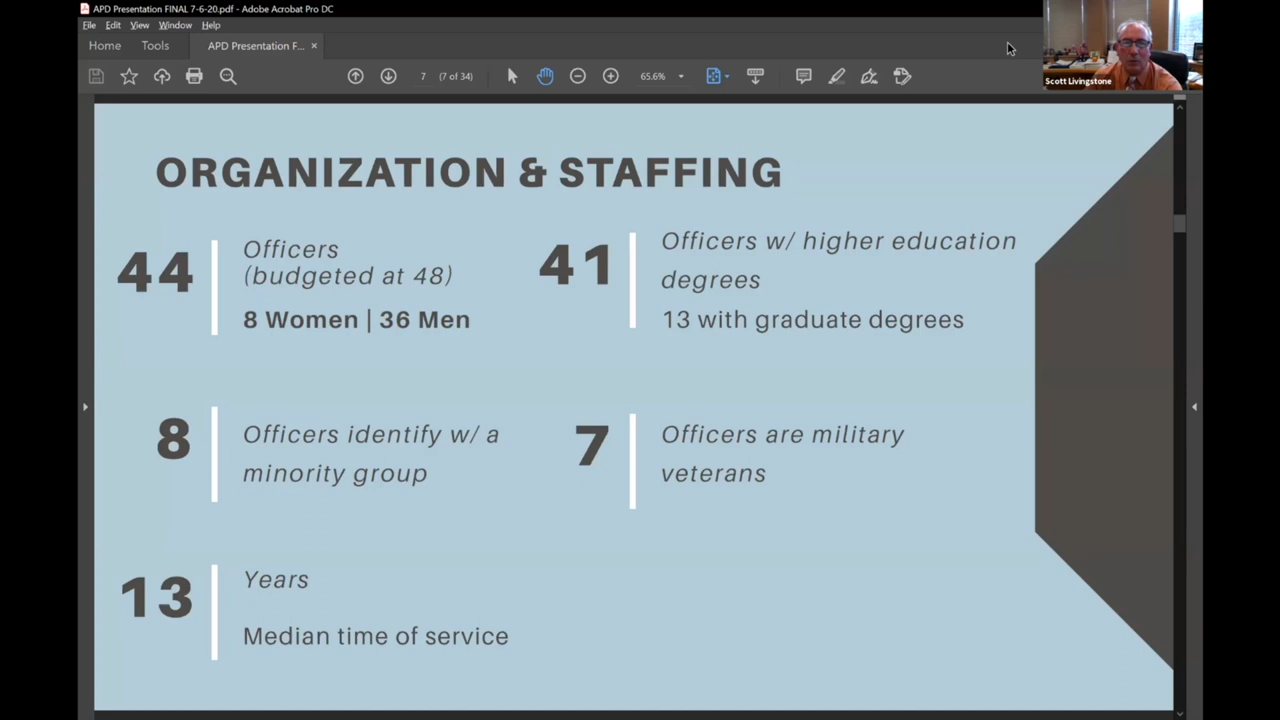 APD Presentation FINAL 7-6-20.pdf - Adobe Acrobat Pro DC
File Edit View Window Help
Home Tools APD Presentation F... ×
7 (7 of 34) 65.6%
Scott Livingstone
ORGANIZATION & STAFFING
44
Officers
(budgeted at 48)
8 Women | 36 Men
41
Officers w/ higher education
degrees
13 with graduate degrees
8
Officers identify w/ a
minority group
7
Officers are military
veterans
13
Years
Median time of service